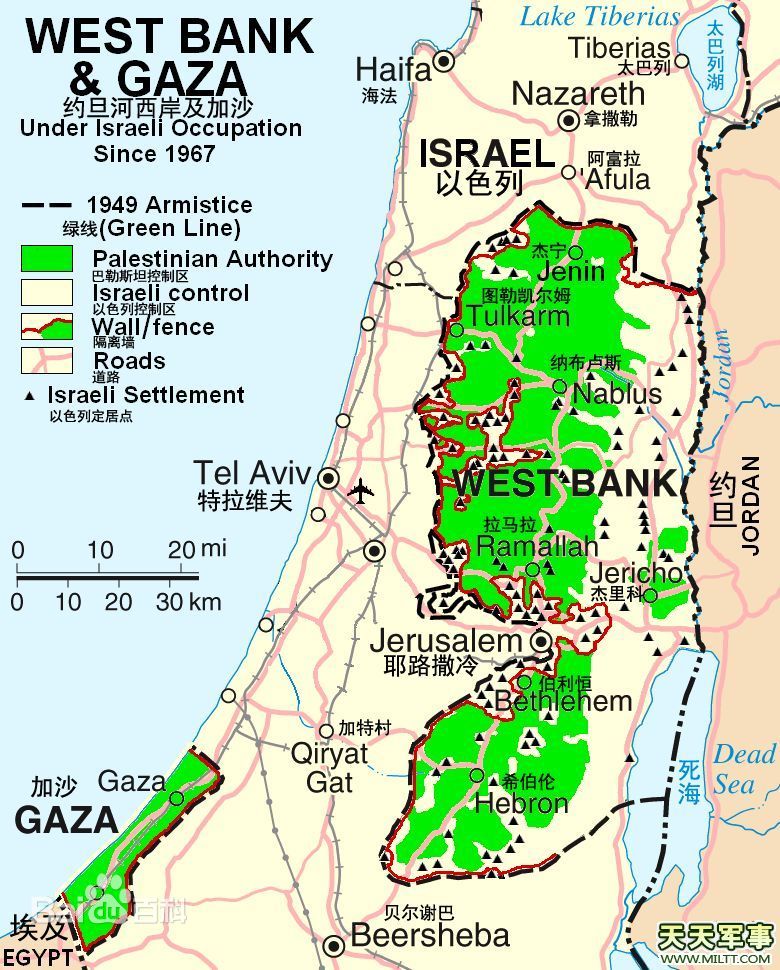 WEST BANK
& GAZA
约旦河西岸及加沙
Under Israeli Occupation
Since 1967
1949 Armistice
绿线(Green Line)
Palestinian Authority
巴勒斯坦控制区
Israeli control
以色列控制区
Wall/fence
隔离墙
Roads
道路
Israeli Settlement
以色列定居点
Lake Tiberias
太巴列湖
Tiberias
太巴列
Haifa
海法
Nazareth
拿撒勒
ISRAEL
以色列
阿富拉
'Afula
杰宁
Jenin
图勒凯尔姆
Tulkarm
纳布卢斯
Nablus
Jordan
Tel Aviv
特拉维夫
WEST BANK
约旦
JORDAN
拉马拉
Ramallah
Jericho
杰里科
0 10 20 mi
0 10 20 30 km
Jerusalem
耶路撒冷
伯利恒
Bethlehem
加特村
Qiryat
Gat
希伯伦
Hebron
Dead
Sea
死海
加沙
Gaza
GAZA
贝尔谢巴
Beersheba
埃及
EGYPT
Bai du 百科
天天军事
WWW.MILTT.COM